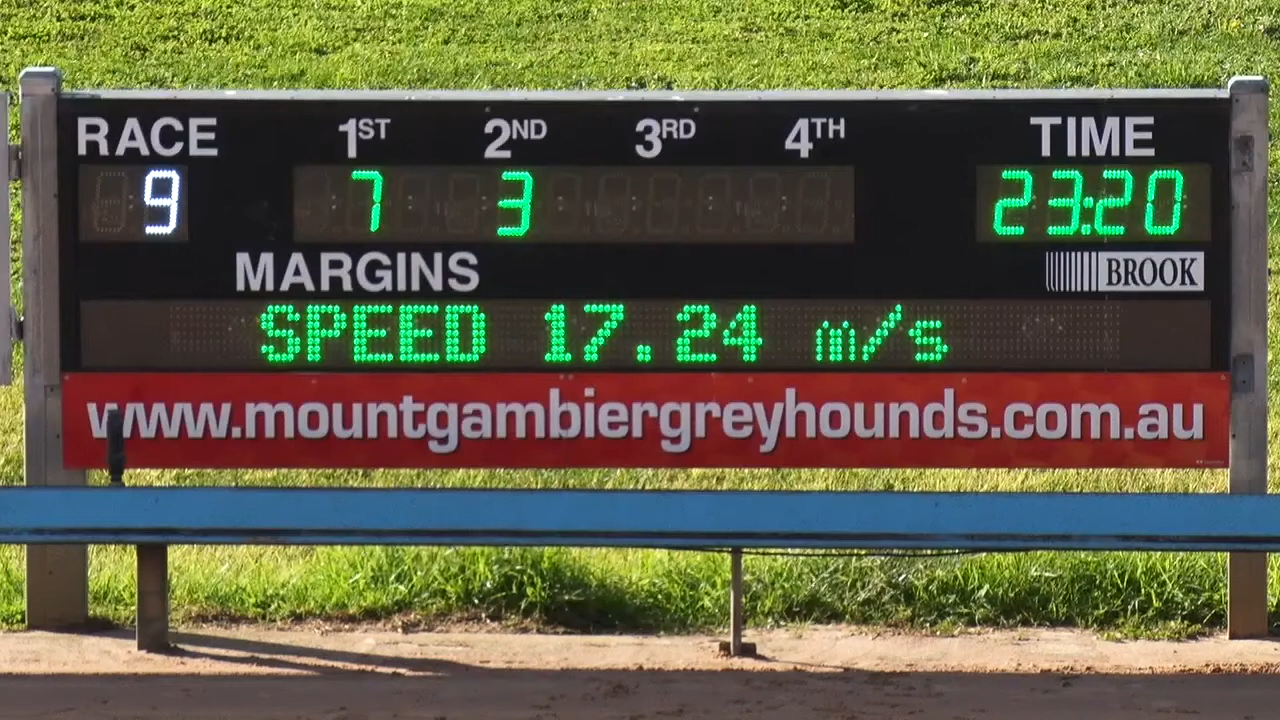 RACE 1ST 2ND 3RD 4TH TIME
9 7 3 23:20
MARGINS BROOK
SPEED 17.24 m/s
www.mountgambiergreyhounds.com.au